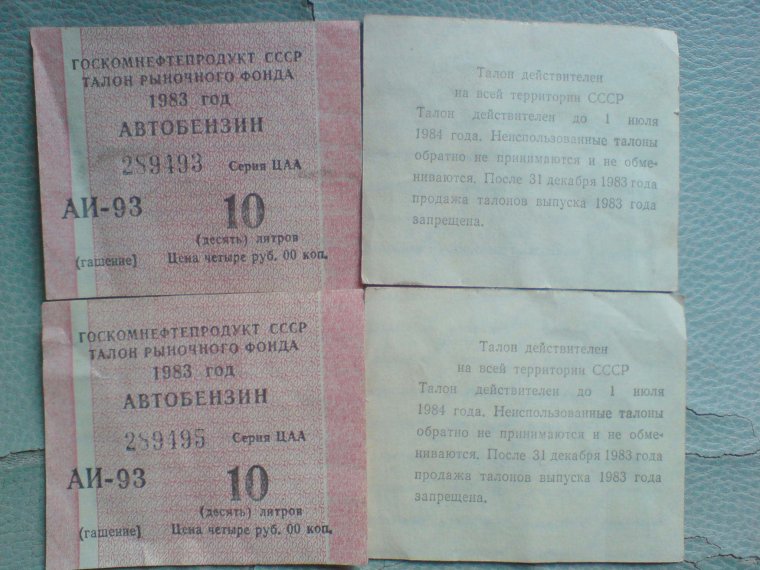 ГОСКОМНЕФТЕПРОДУКТ СССР
ТАЛОН РЫНОЧНОГО ФОНДА
1983 год
АВТОБЕНЗИН
289493 Серия ЦАА
АИ-93 10
(десять) литров
(гашение) Цена четыре руб. 00 коп.
Талон действителен
на всей территории СССР
Талон действителен до 1 июля
1984 года. Неиспользованные талоны
обратно не принимаются и не обме-
ниваются. После 31 декабря 1983 года
продажа талонов выпуска 1983 года
запрещена.
ГОСКОМНЕФТЕПРОДУКТ СССР
ТАЛОН РЫНОЧНОГО ФОНДА
1983 год
АВТОБЕНЗИН
289495 Серия ЦАА
АИ-93 10
(десять) литров
(гашение) Цена четыре руб. 00 коп.
Талон действителен
на всей территории СССР
Талон действителен до 1 июля
1984 года. Неиспользованные талоны
обратно не принимаются и не обме-
ниваются. После 31 декабря 1983 года
продажа талонов выпуска 1983 года
запрещена.